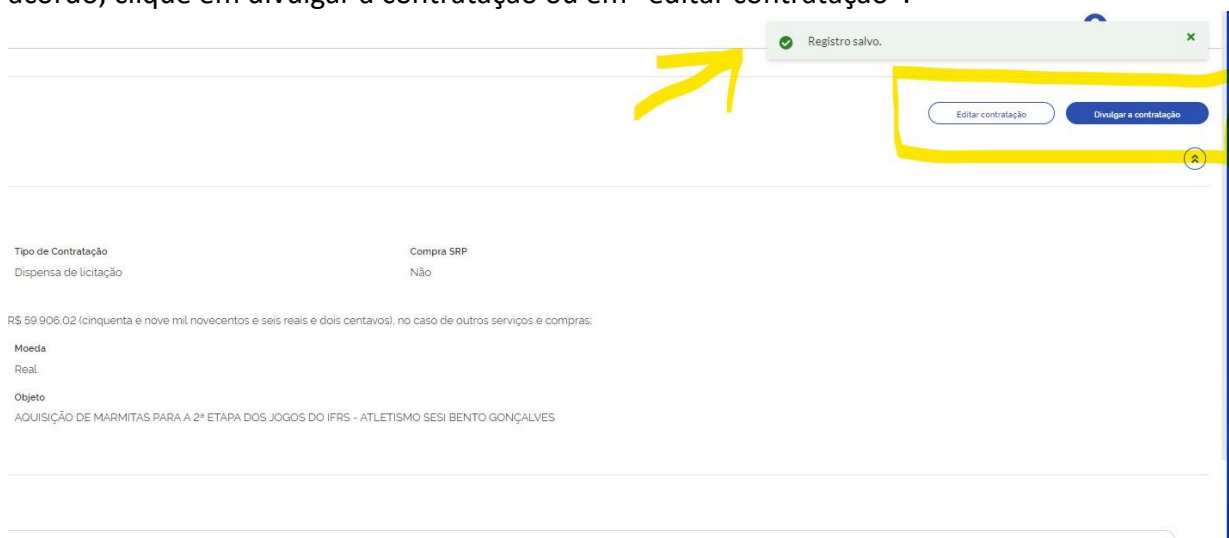 acordo, clique em divulgar a contratação ou em “editar contratação”.
Registro salvo.
Editar contratação
Divulgar a contratação
Tipo de Contratação
Compra SRP
Dispensa de licitação
Não
R$ 59.906,02 (cinquenta e nove mil novecentos e seis reais e dois centavos), no caso de outros serviços e compras;
Moeda
Real
Objeto
AQUISIÇÃO DE MARMITAS PARA A 2ª ETAPA DOS JOGOS DO IFRS - ATLETISMO SESI BENTO GONÇALVES